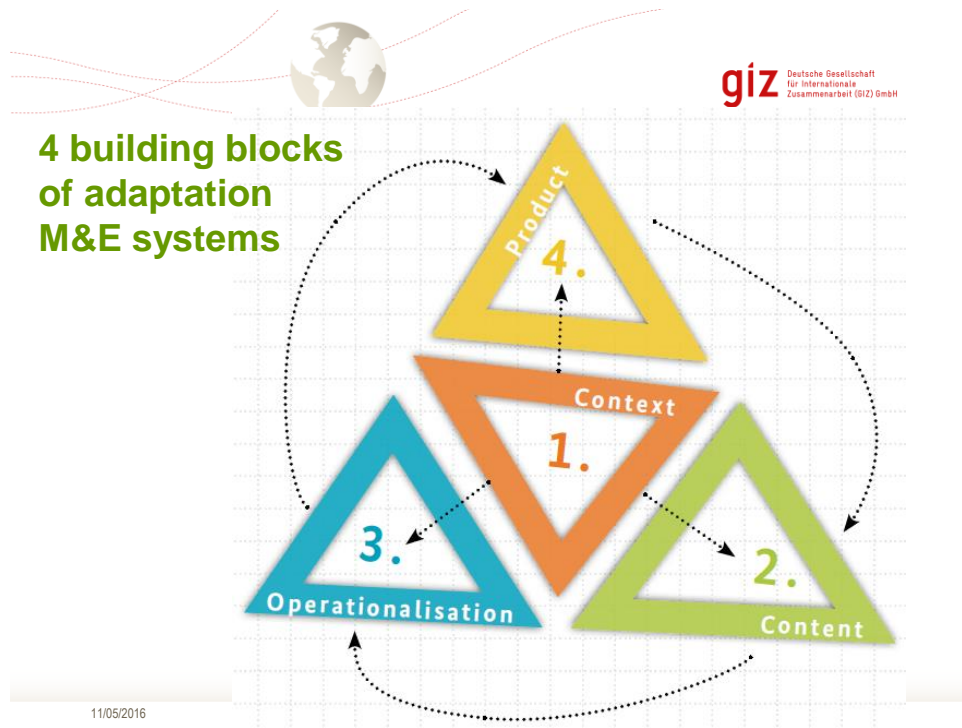 giz
Deutsche Gesellschaft
für Internationale
Zusammenarbeit (GIZ) GmbH
4 building blocks
of adaptation
M&E systems
Product
4.
Context
1.
3.
Operationalisation
2.
Content
11/05/2016